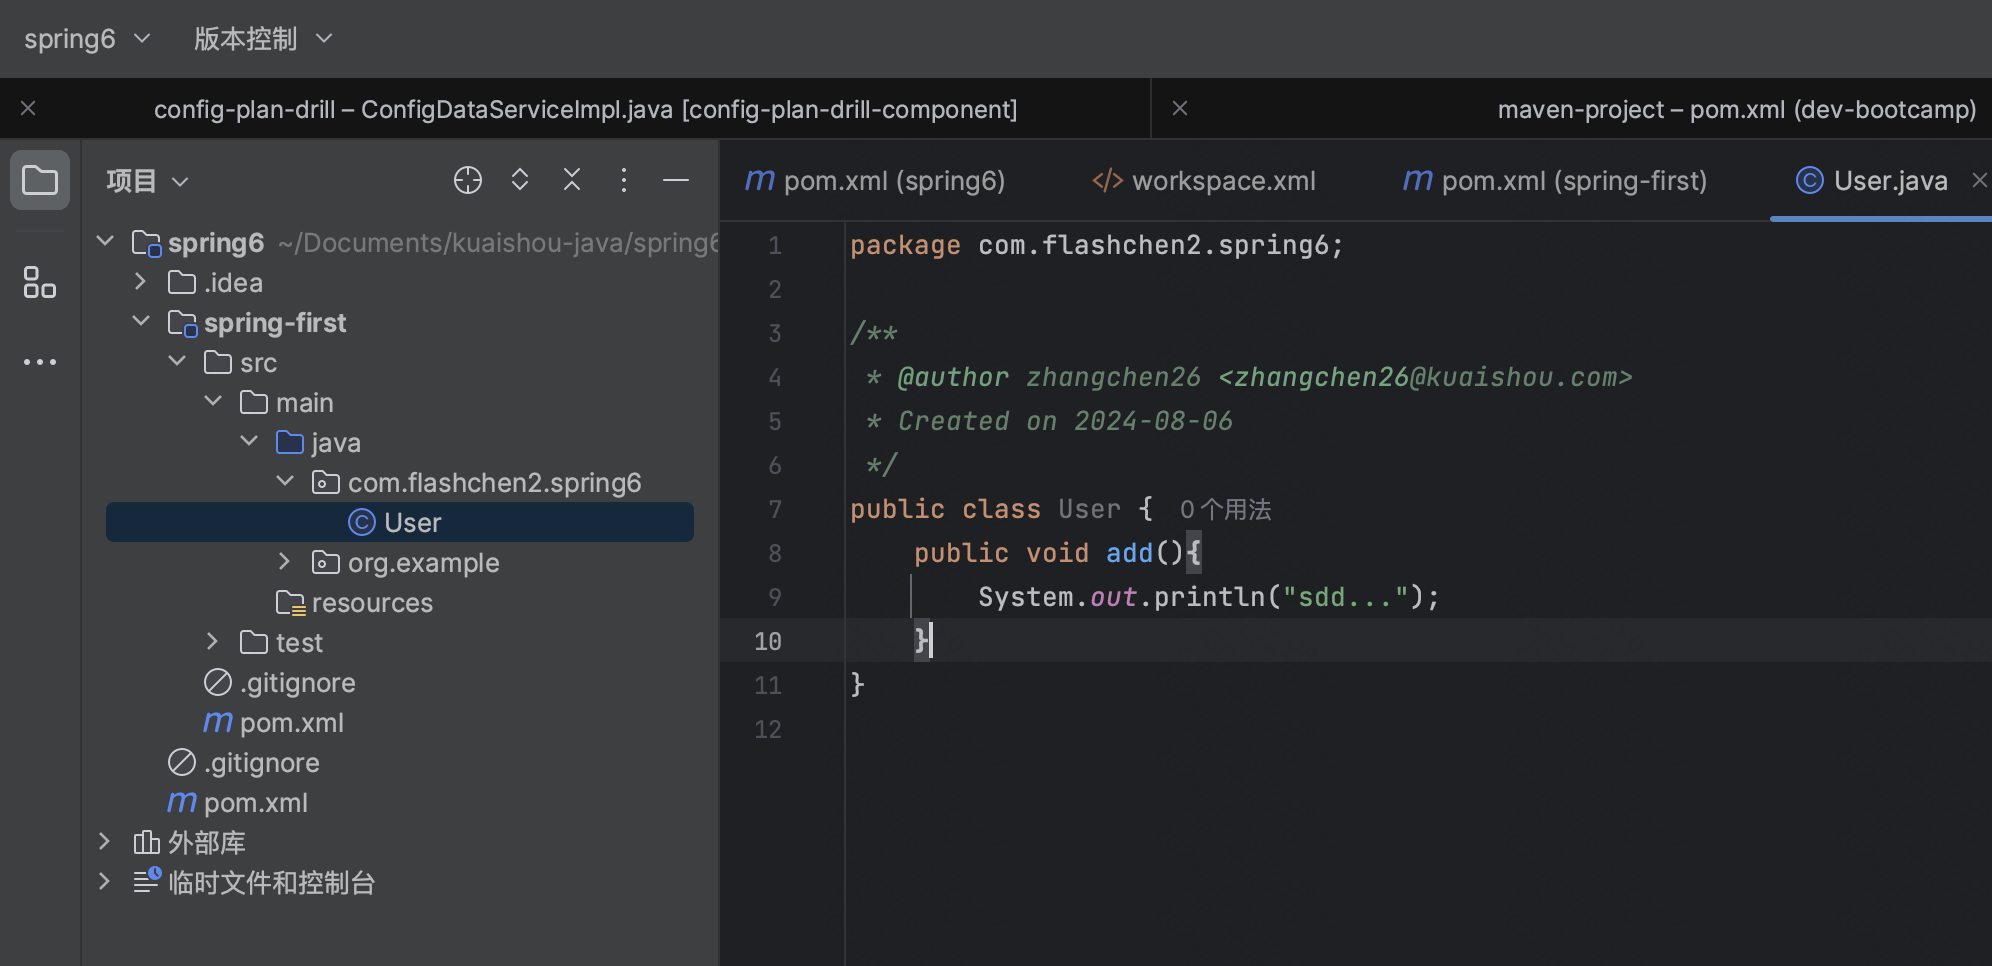 spring6 版本控制
config-plan-drill – ConfigDataServiceImpl.java [config-plan-drill-component]
maven-project – pom.xml (dev-bootcamp)
项目
spring6 ~/Documents/kuaishou-java/spring6
.idea
spring-first
src
main
java
com.flashchen2.spring6
User
org.example
resources
test
.gitignore
pom.xml
.gitignore
pom.xml
外部库
临时文件和控制台
pom.xml (spring6) workspace.xml pom.xml (spring-first) User.java
1 package com.flashchen2.spring6;
2
3 /**
4 * @author zhangchen26 <zhangchen26@kuaishou.com>
5 * Created on 2024-08-06
6 */
7 public class User { 0个用法
8 public void add(){
9 System.out.println("sdd...");
10 }
11 }
12